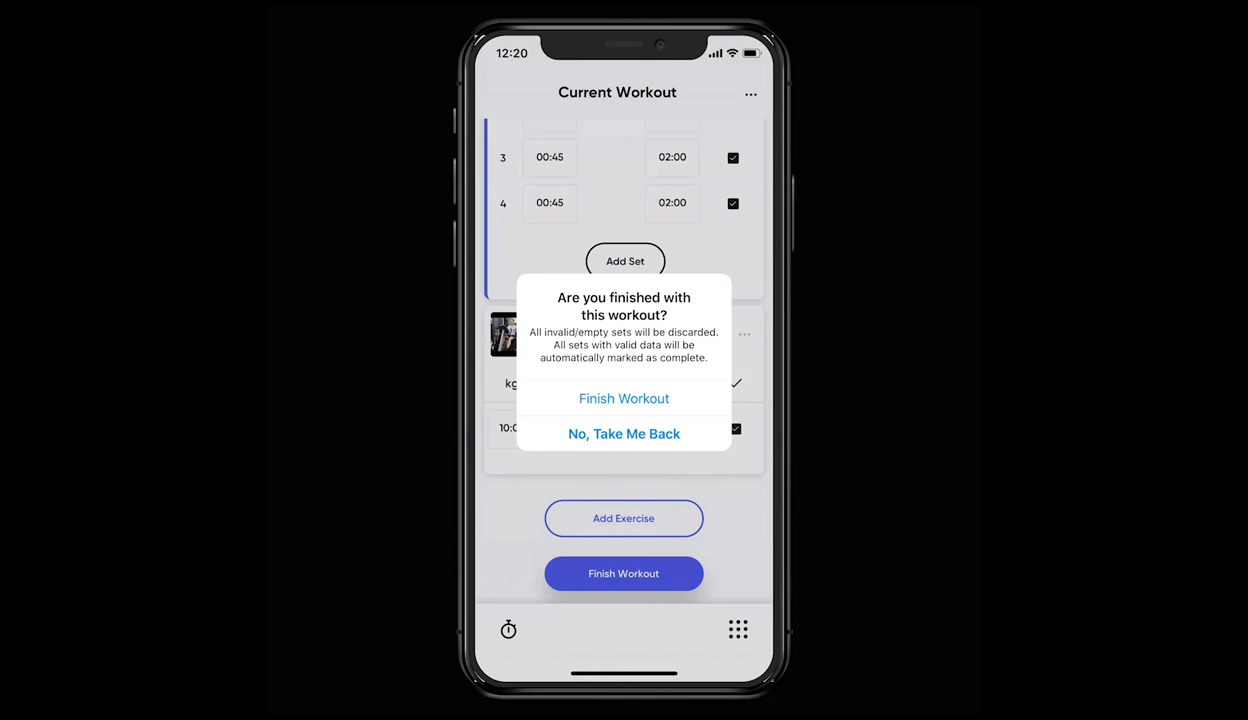 12:20
Current Workout
3 00:45 02:00
4 00:45 02:00
Add Set
Are you finished with
this workout?
All invalid/empty sets will be discarded.
All sets with valid data will be
automatically marked as complete.
Finish Workout
No, Take Me Back
Add Exercise
Finish Workout